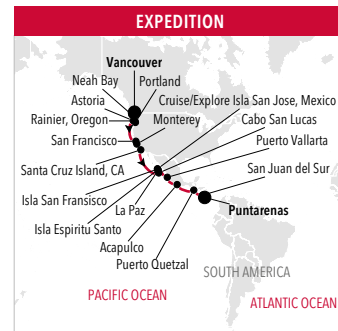 EXPEDITION
Vancouver
Neah Bay
Portland
Astoria
Cruise/Explore Isla San Jose, Mexico
Rainier, Oregon
Monterey
Cabo San Lucas
San Francisco
Puerto Vallarta
Santa Cruz Island, CA
San Juan del Sur
Isla San Fransisco
La Paz
Puntarenas
Isla Espiritu Santo
Acapulco
Puerto Quetzal
SOUTH AMERICA
PACIFIC OCEAN
ATLANTIC OCEAN